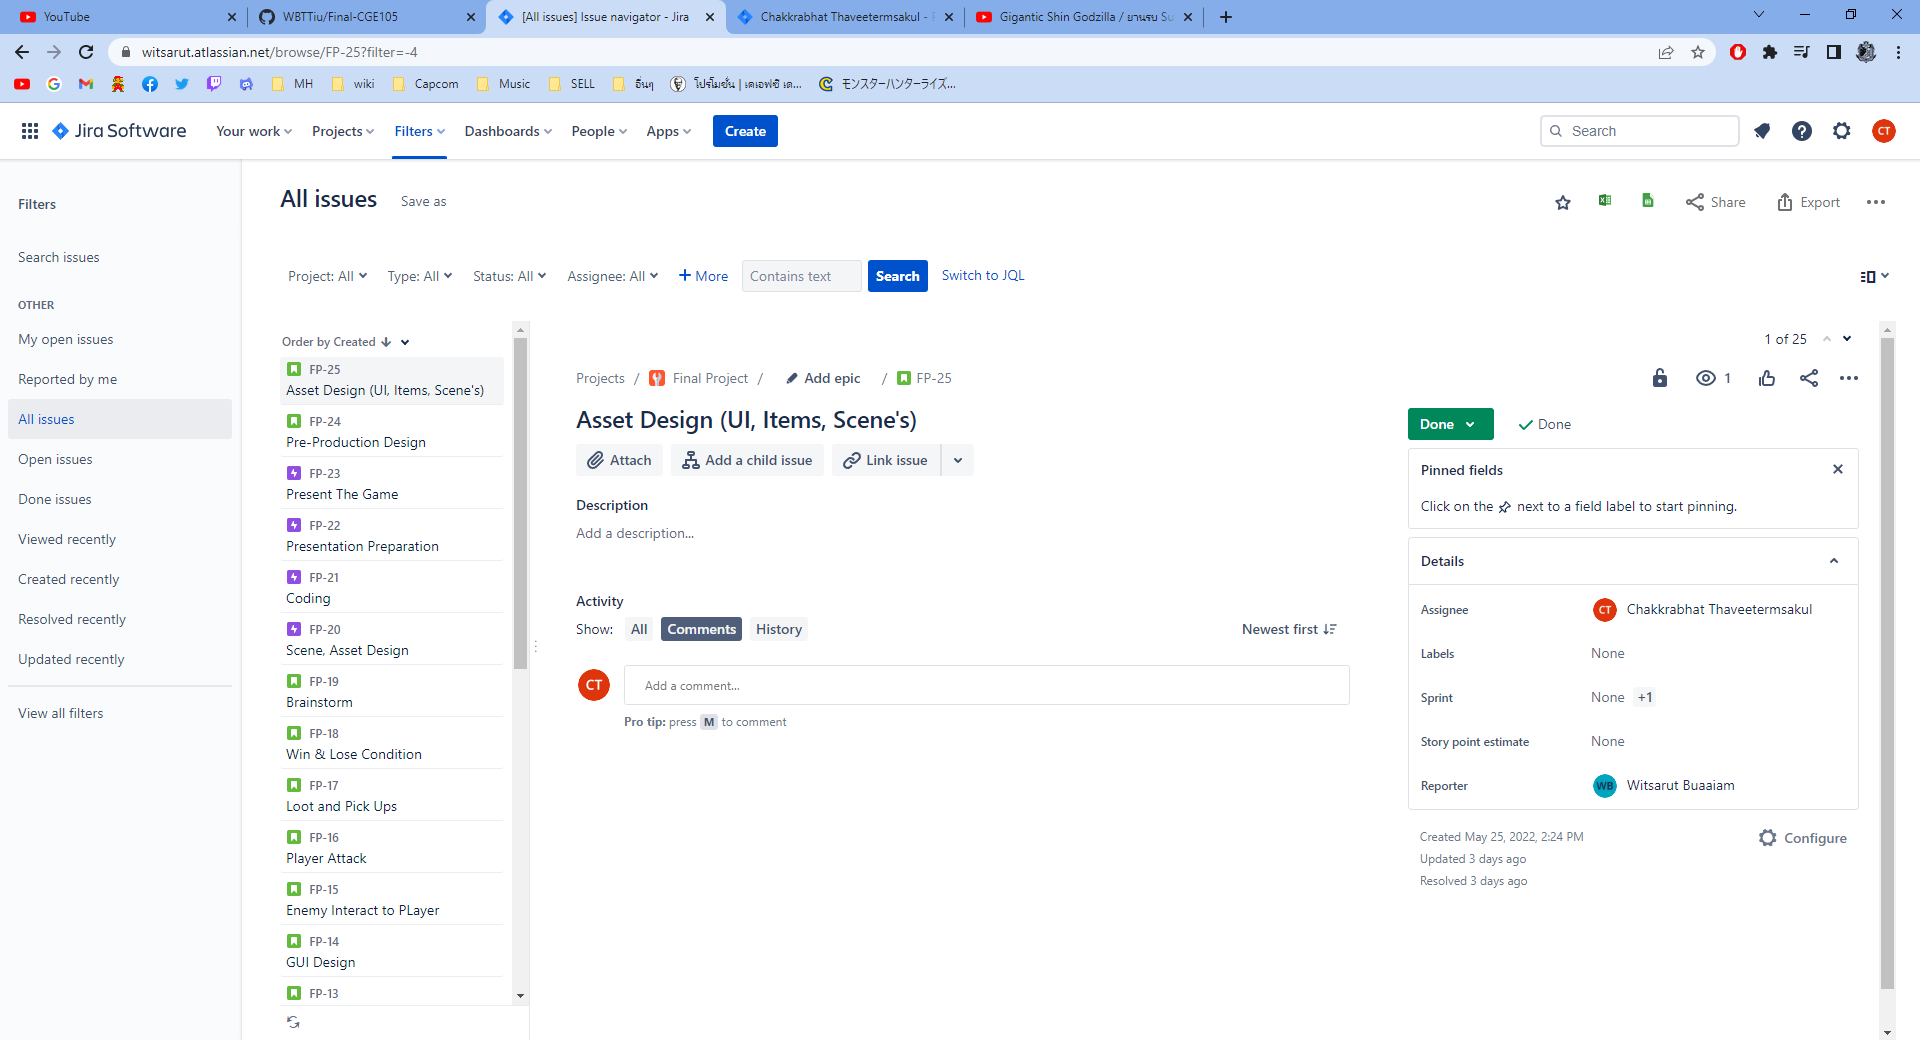 YouTube
WBTTiu/Final-CGE105
[All issues] Issue navigator - Jira
Chakkrabhat Thaveetermsakul -
Gigantic Shin Godzilla / ยานรบ Su
witsarut.atlassian.net/browse/FP-25?filter=-4
MH
wiki
Capcom
Music
SELL
อื่นๆ
โปรโมชั่น | เคเอฟซี เด...
モンスターハンターライズ...
Jira Software
Your work
Projects
Filters
Dashboards
People
Apps
Create
Search
CT
Filters
Search issues
OTHER
My open issues
Reported by me
All issues
Open issues
Done issues
Viewed recently
Created recently
Resolved recently
Updated recently
View all filters
All issues
Save as
Share
Export
Project: All
Type: All
Status: All
Assignee: All
+ More
Contains text
Search
Switch to JQL
Order by Created
FP-25
Asset Design (UI, Items, Scene's)
FP-24
Pre-Production Design
FP-23
Present The Game
FP-22
Presentation Preparation
FP-21
Coding
FP-20
Scene, Asset Design
FP-19
Brainstorm
FP-18
Win & Lose Condition
FP-17
Loot and Pick Ups
FP-16
Player Attack
FP-15
Enemy Interact to PLayer
FP-14
GUI Design
FP-13
1 of 25
Projects / Final Project / Add epic / FP-25
1
Asset Design (UI, Items, Scene's)
Attach
Add a child issue
Link issue
Description
Add a description...
Activity
Show:
All
Comments
History
Newest first
CT
Add a comment...
Pro tip: press M to comment
Done
Done
Pinned fields
Click on the next to a field label to start pinning.
Details
Assignee
CT
Chakkrabhat Thaveetermsakul
Labels
None
Sprint
None +1
Story point estimate
None
Reporter
WB
Witsarut Buaaiam
Created May 25, 2022, 2:24 PM
Updated 3 days ago
Resolved 3 days ago
Configure